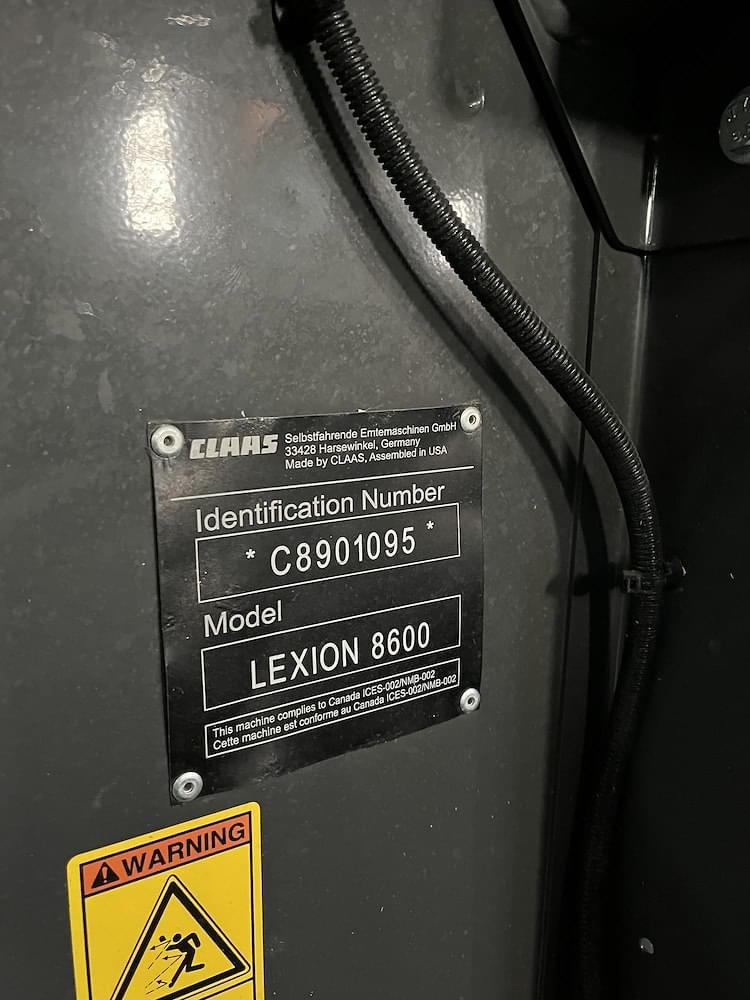 CLAAS
Selbstfahrende Erntemaschinen GmbH
33428 Harsewinkel, Germany
Made by CLAAS, Assembled in USA
Identification Number
* C8901095 *
Model
LEXION 8600
This machine complies to Canada ICES-002/NMB-002
Cette machine est conforme au Canada ICES-002/NMB-002
WARNING